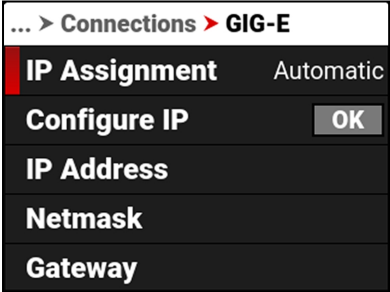 ... > Connections > GIG-E
IP Assignment Automatic
Configure IP OK
IP Address
Netmask
Gateway